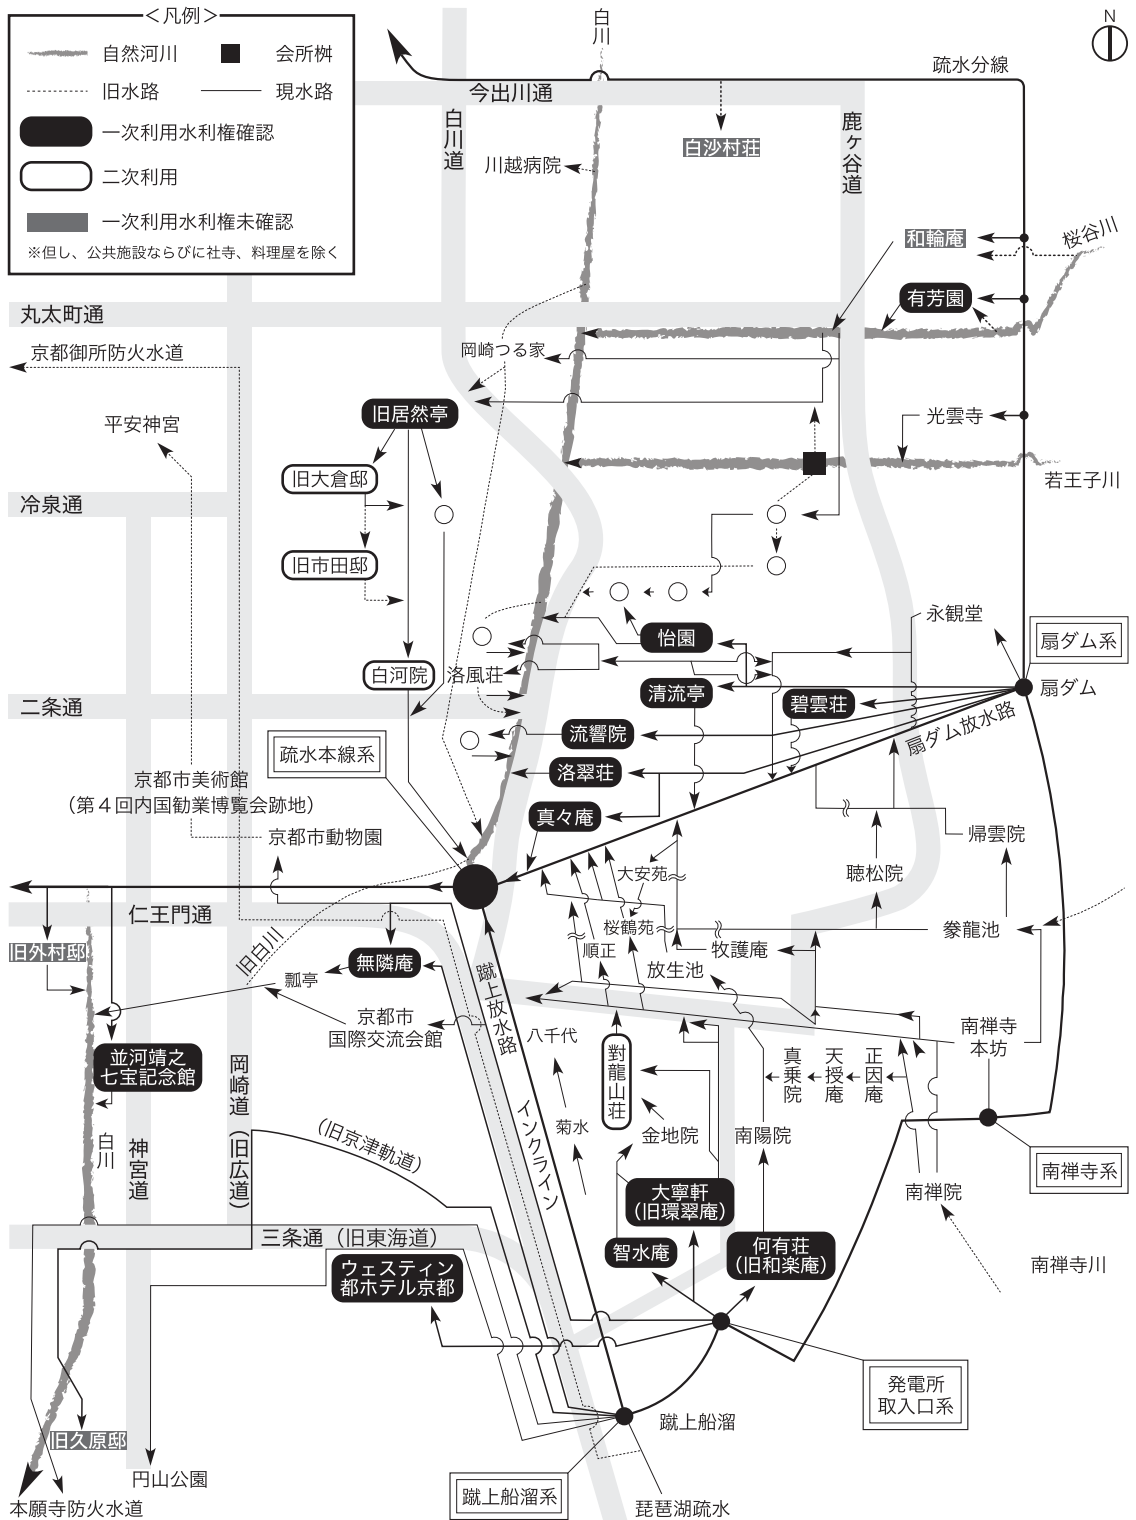 ＜凡例＞
自然河川
会所桝
旧水路
現水路
一次利用水利権確認
二次利用
一次利用水利権未確認
※但し、公共施設ならびに社寺、料理屋を除く
白川
N
疏水分線
今出川通
白川道
鹿ヶ谷道
白沙村荘
川越病院
和輪庵
桜谷川
有芳園
丸太町通
京都御所防火水道
岡崎つる家
平安神宮
旧居然亭
光雲寺
若王子川
旧大倉邸
冷泉通
旧市田邸
永観堂
扇ダム系
怡園
白河院
洛風荘
清流亭
碧雲荘
扇ダム
二条通
流響院
扇ダム放水路
疏水本線系
洛翠荘
京都市美術館
（第４回内国勧業博覧会跡地）
真々庵
京都市動物園
帰雲院
大安苑
聴松院
仁王門通
桜鶴苑
拳龍池
旧外村邸
旧白川
無隣庵
順正
牧護庵
瓢亭
放生池
蹴上放水路
京都市
国際交流会館
八千代
南禅寺
本坊
並河靖之
七宝記念館
岡崎道（旧広道）
對龍山荘
真乗院
天授庵
正因庵
インクライン
菊水
（旧京津軌道）
金地院
南陽院
白川
神宮道
南禅寺系
南禅院
大寧軒
（旧環翠庵）
三条通（旧東海道）
智水庵
何有荘
（旧和楽庵）
ウェスティン
都ホテル京都
南禅寺川
発電所
取入口系
蹴上船溜
旧久原邸
円山公園
蹴上船溜系
本願寺防火水道
琵琶湖疏水